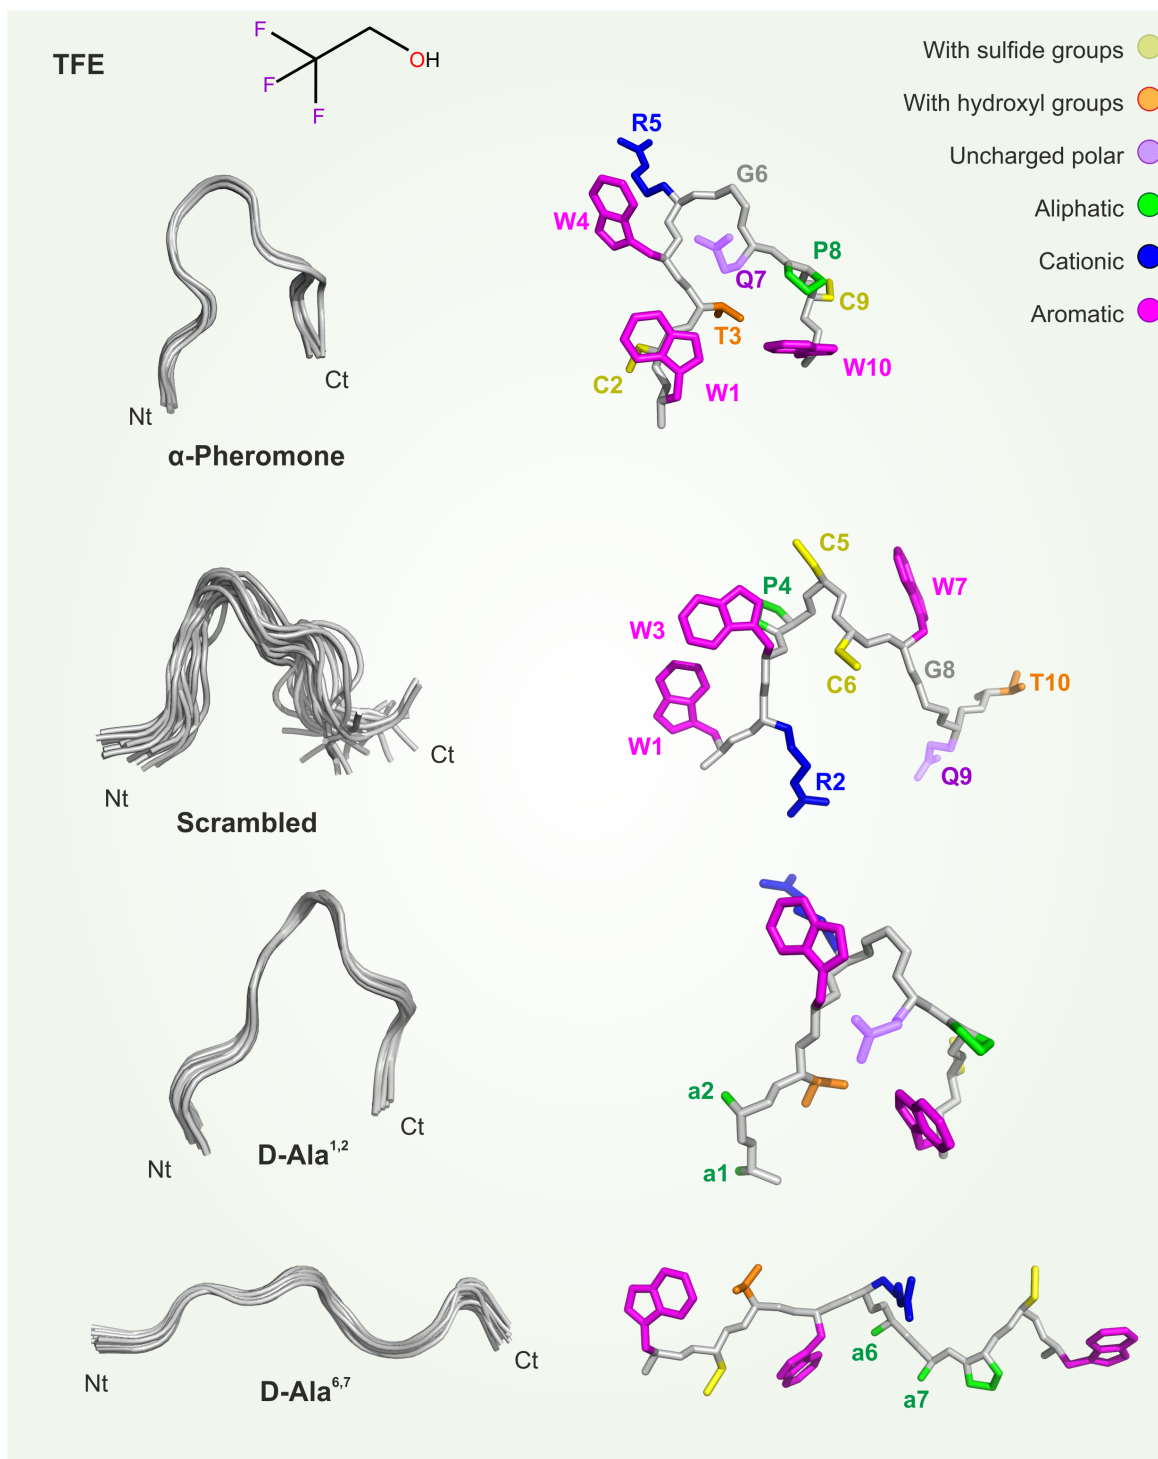 TFE
F
F
F
OH
With sulfide groups
With hydroxyl groups
Uncharged polar
Aliphatic
Cationic
Aromatic
R5
G6
W4
Q7
P8
C9
T3
W10
C2
W1
Nt
Ct
α-Pheromone
C5
P4
W7
W3
C6
G8
T10
W1
R2
Q9
Nt
Ct
Scrambled
a2
a1
Nt
Ct
D-Ala1,2
a6
a7
Nt
Ct
D-Ala6,7